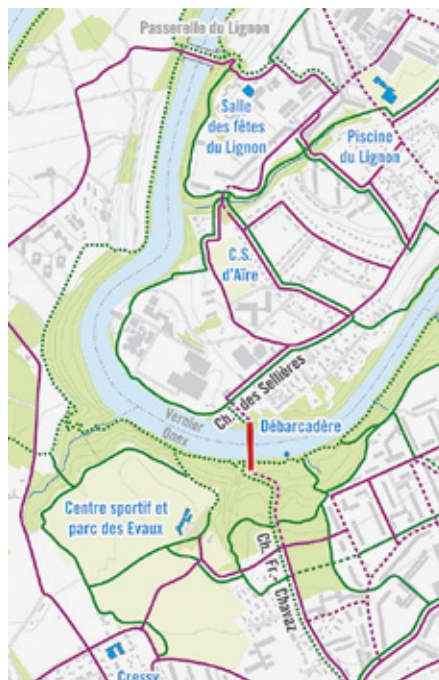 Passerelle du Lignon
Salle
des fêtes
du Lignon
Piscine
du Lignon
C.S.
d'Aïre
Ch. des Sellières
Vernier
Onex
Débarcadère
Centre sportif et
parc des Evaux
Ch. Fr.-Chavaz
Cressy